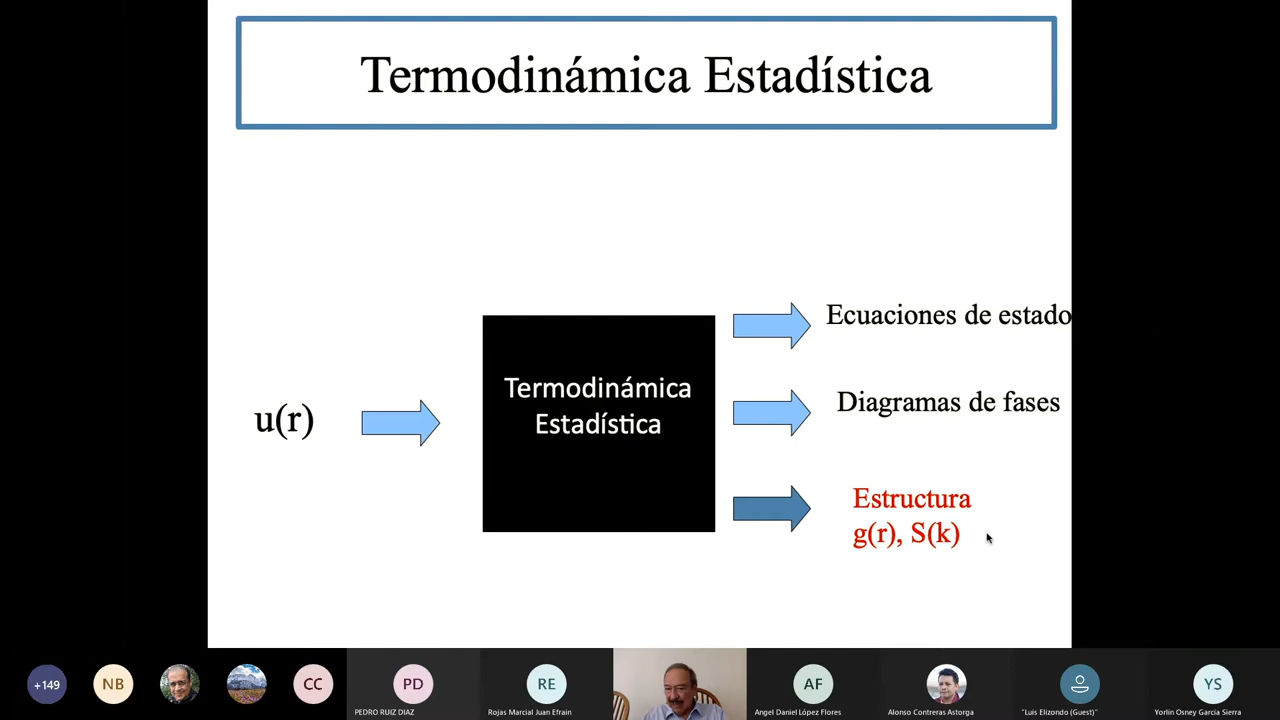 Termodinámica Estadística
Ecuaciones de estado
Termodinámica
Estadística
Diagramas de fases
u(r)
Estructura
g(r), S(k)
+149
NB
CC
PD
RE
AF
YS
PEDRO RUIZ DIAZ
Rojas Marcial Juan Efrain
Angel Daniel López Flores
Alonso Contreras Astorga
"Luis Elizondo (Guest)"
Yorlin Osney Garcia Sierra